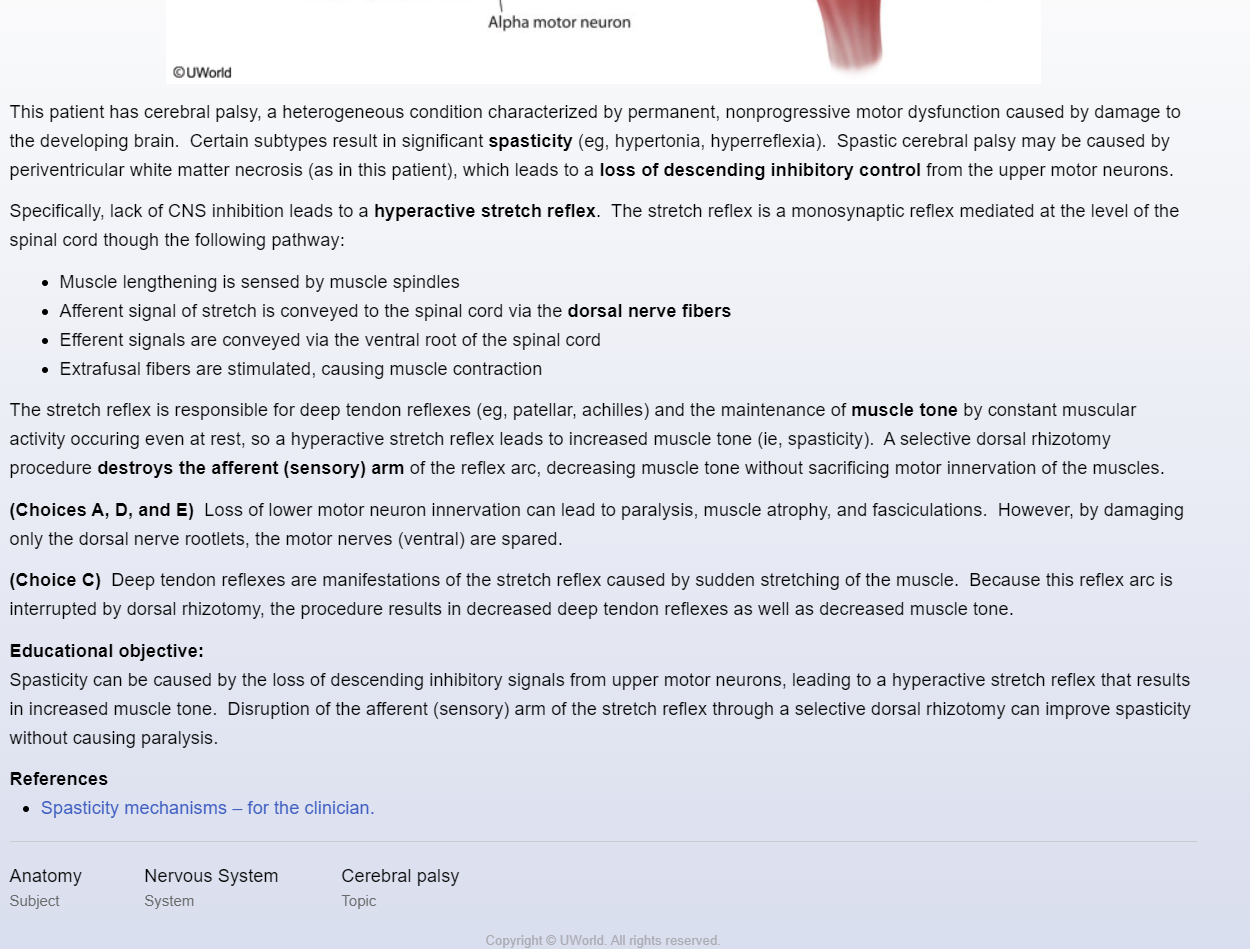 Alpha motor neuron
©UWorld
This patient has cerebral palsy, a heterogeneous condition characterized by permanent, nonprogressive motor dysfunction caused by damage to
the developing brain.  Certain subtypes result in significant spasticity (eg, hypertonia, hyperreflexia).  Spastic cerebral palsy may be caused by
periventricular white matter necrosis (as in this patient), which leads to a loss of descending inhibitory control from the upper motor neurons.
Specifically, lack of CNS inhibition leads to a hyperactive stretch reflex.  The stretch reflex is a monosynaptic reflex mediated at the level of the
spinal cord though the following pathway:
• Muscle lengthening is sensed by muscle spindles
• Afferent signal of stretch is conveyed to the spinal cord via the dorsal nerve fibers
• Efferent signals are conveyed via the ventral root of the spinal cord
• Extrafusal fibers are stimulated, causing muscle contraction
The stretch reflex is responsible for deep tendon reflexes (eg, patellar, achilles) and the maintenance of muscle tone by constant muscular
activity occuring even at rest, so a hyperactive stretch reflex leads to increased muscle tone (ie, spasticity).  A selective dorsal rhizotomy
procedure destroys the afferent (sensory) arm of the reflex arc, decreasing muscle tone without sacrificing motor innervation of the muscles.
(Choices A, D, and E)  Loss of lower motor neuron innervation can lead to paralysis, muscle atrophy, and fasciculations.  However, by damaging
only the dorsal nerve rootlets, the motor nerves (ventral) are spared.
(Choice C)  Deep tendon reflexes are manifestations of the stretch reflex caused by sudden stretching of the muscle.  Because this reflex arc is
interrupted by dorsal rhizotomy, the procedure results in decreased deep tendon reflexes as well as decreased muscle tone.
Educational objective:
Spasticity can be caused by the loss of descending inhibitory signals from upper motor neurons, leading to a hyperactive stretch reflex that results
in increased muscle tone.  Disruption of the afferent (sensory) arm of the stretch reflex through a selective dorsal rhizotomy can improve spasticity
without causing paralysis.
References
• Spasticity mechanisms – for the clinician.
Anatomy Nervous System Cerebral palsy
Subject System Topic
Copyright © UWorld. All rights reserved.